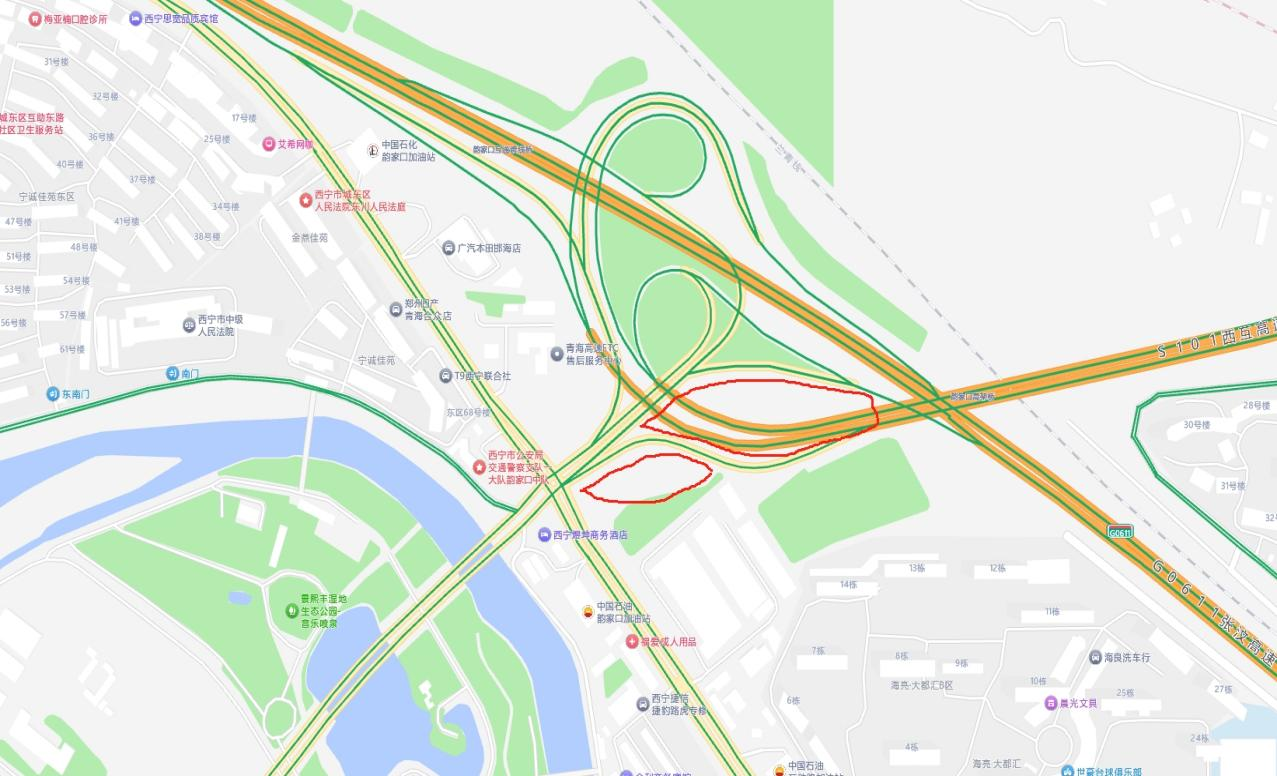 梅亚楠口腔诊所
西宁思宽品质宾馆
31号楼
32号楼
城东区互助东路
社区卫生服务站
17号楼
36号楼
25号楼
艾希网咖
中国石化
韵家口加油站
兰青线
40号楼
37号楼
宁诚佳苑东区
34号楼
西宁市城东区
人民法院东川人民法庭
47号楼
41号楼
38号楼
金燕佳苑
48号楼
广汽本田邯海店
51号楼
54号楼
53号楼
57号楼
56号楼
西宁市中级
人民法院
郑州日产
青海合众店
61号楼
宁诚佳苑
青海高速ETC
售后服务中心
南门
T9西宁联合社
东南门
东区68号楼
S101西互高速
28号楼
30号楼
西宁市公安局
交通警察支队一
大队韵家口中队
31号楼
G0611
G0611张汶高速
13栋
12栋
14栋
景熙丰湿地
生态公园-
音乐喷泉
中国石油
韵家口加油站
11栋
福爱成人用品
7栋
8栋
9栋
海良洗车行
海亮·大都汇B区
10栋
25栋
27栋
晨光文具
西宁捷信
捷豹路虎专修
6栋
24栋
4栋
海亮·大都汇
中国石油
世豪台球俱乐部